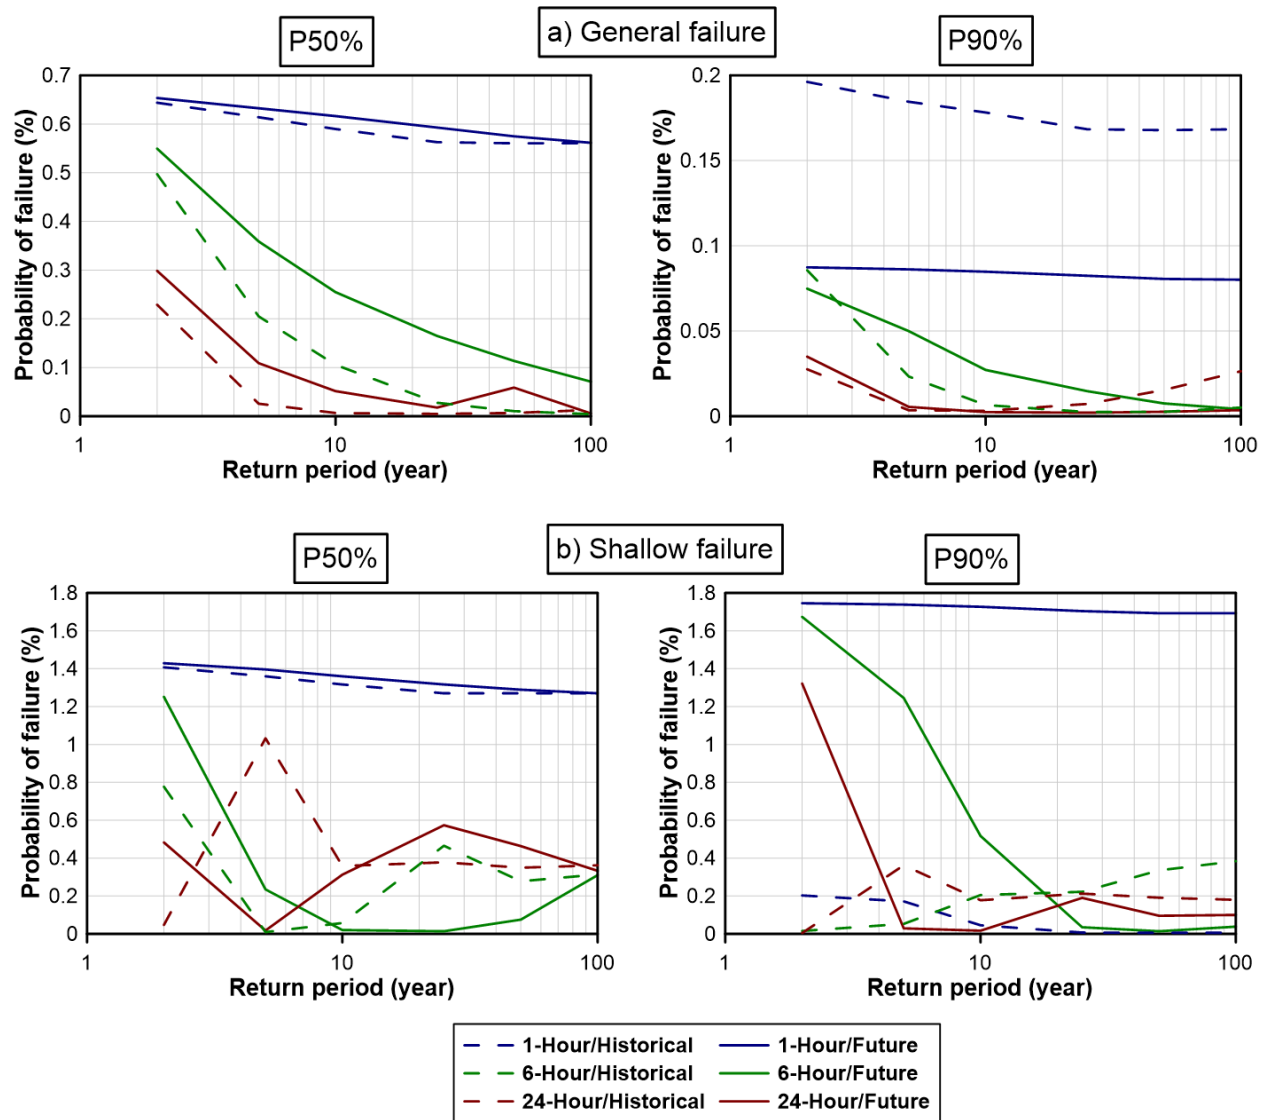 a) General failure
P50%
P90%
Probability of failure (%)
0.7
0.6
0.5
0.4
0.3
0.2
0.1
0
1
10
100
Return period (year)
Probability of failure (%)
0.2
0.15
0.1
0.05
0
1
10
100
Return period (year)
b) Shallow failure
P50%
P90%
Probability of failure (%)
1.8
1.6
1.4
1.2
1
0.8
0.6
0.4
0.2
0
1
10
100
Return period (year)
Probability of failure (%)
1.8
1.6
1.4
1.2
1
0.8
0.6
0.4
0.2
0
1
10
100
Return period (year)
1-Hour/Historical
1-Hour/Future
6-Hour/Historical
6-Hour/Future
24-Hour/Historical
24-Hour/Future